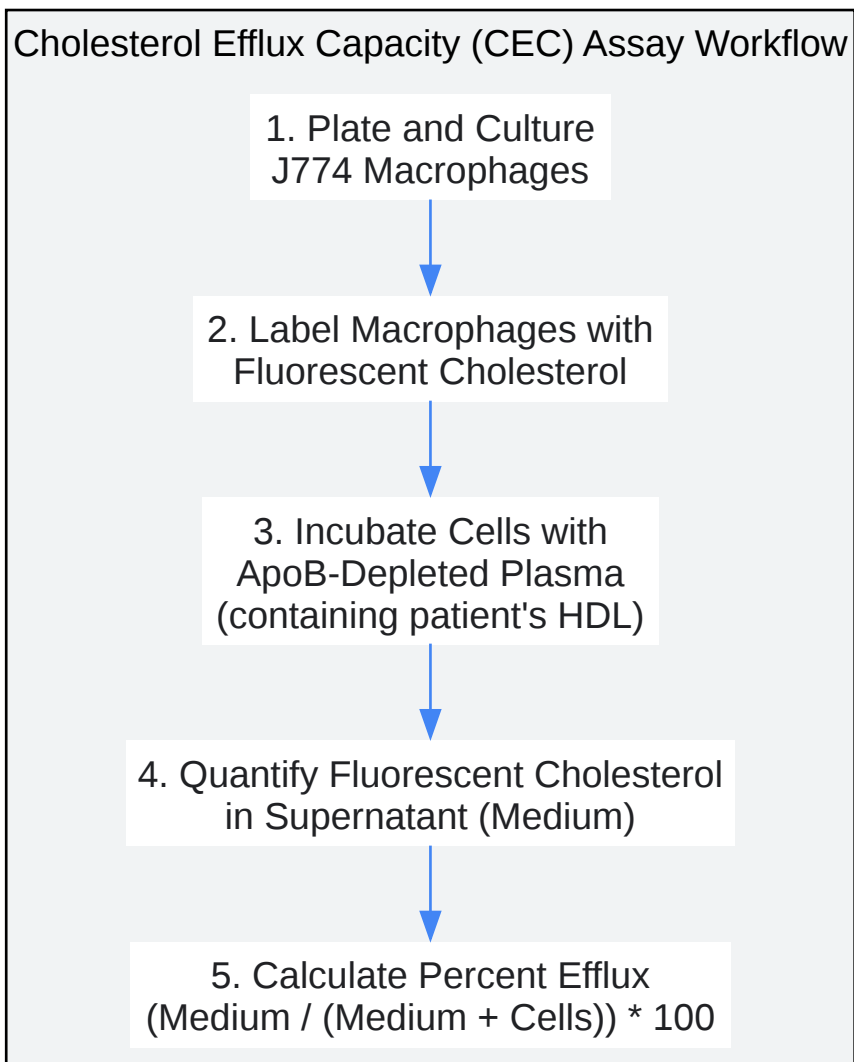 Cholesterol Efflux Capacity (CEC) Assay Workflow
1. Plate and Culture
J774 Macrophages
2. Label Macrophages with
Fluorescent Cholesterol
3. Incubate Cells with
ApoB-Depleted Plasma
(containing patient's HDL)
4. Quantify Fluorescent Cholesterol
in Supernatant (Medium)
5. Calculate Percent Efflux
(Medium / (Medium + Cells)) * 100